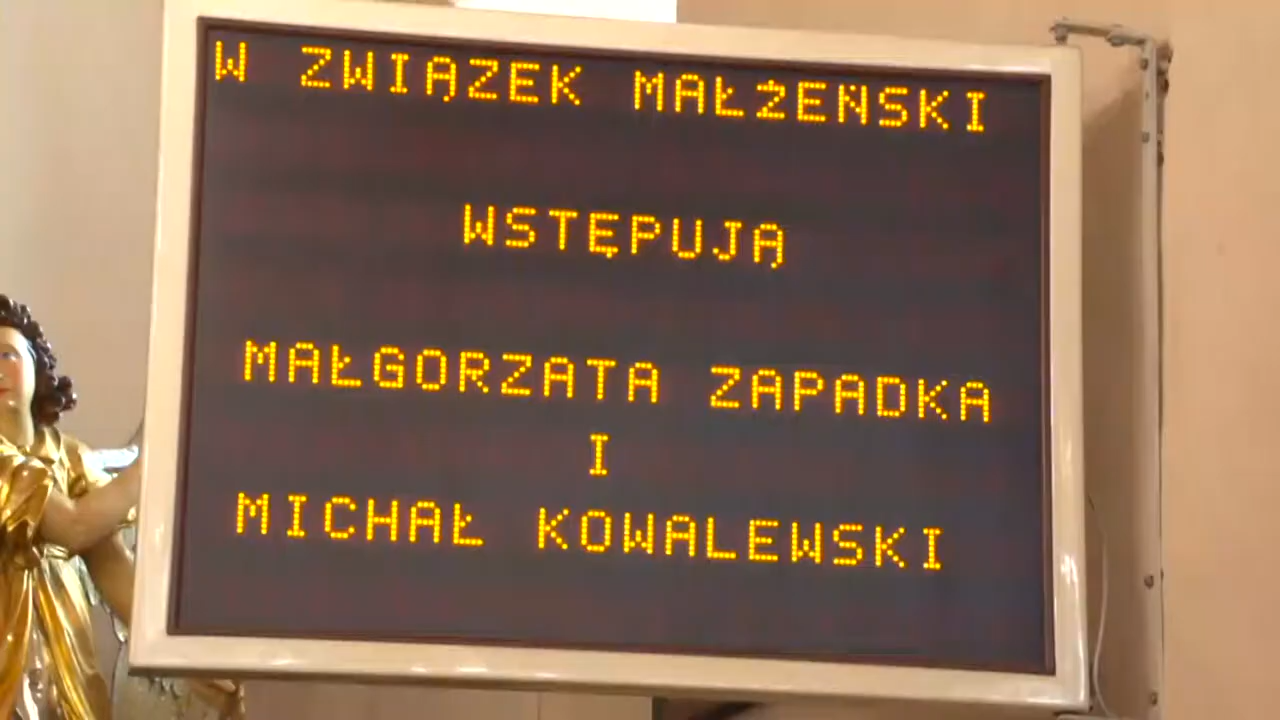 W ZWIĄZEK MAŁŻEŃSKI
WSTĘPUJĄ
MAŁGORZATA ZAPADKA
I
MICHAŁ KOWALEWSKI